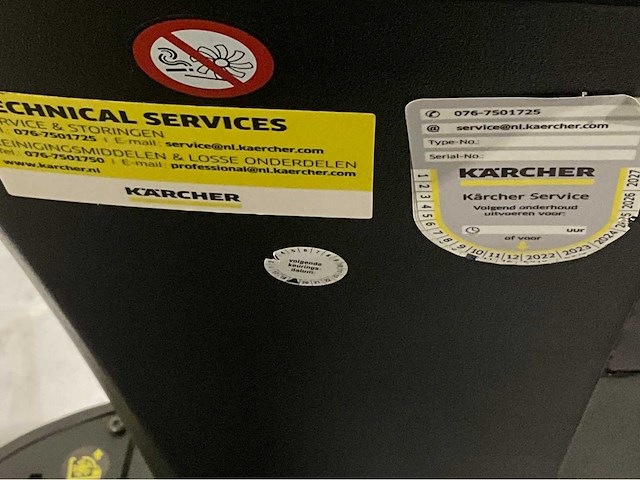 ECHNICAL SERVICES
RVICE & STORINGEN
.: 076-7501725 I E-mail: service@nl.kaercher.com
EINIGINGSMIDDELEN & LOSSE ONDERDELEN
Tel.: 076-7501750 I E-mail: professional@nl.kaercher.com
www.karcher.nl
KÄRCHER
076-7501725
@ service@nl.kaercher.com
Type-No.:
Serial-No.:
KÄRCHER
Kärcher Service
Volgend onderhoud
uitvoeren voor:
uur
of voor
1 2 3 4 5 6 7 8 9 10 11 12 2022 2023 2024 2025 2026 2027
volgende
keurings-
datum: